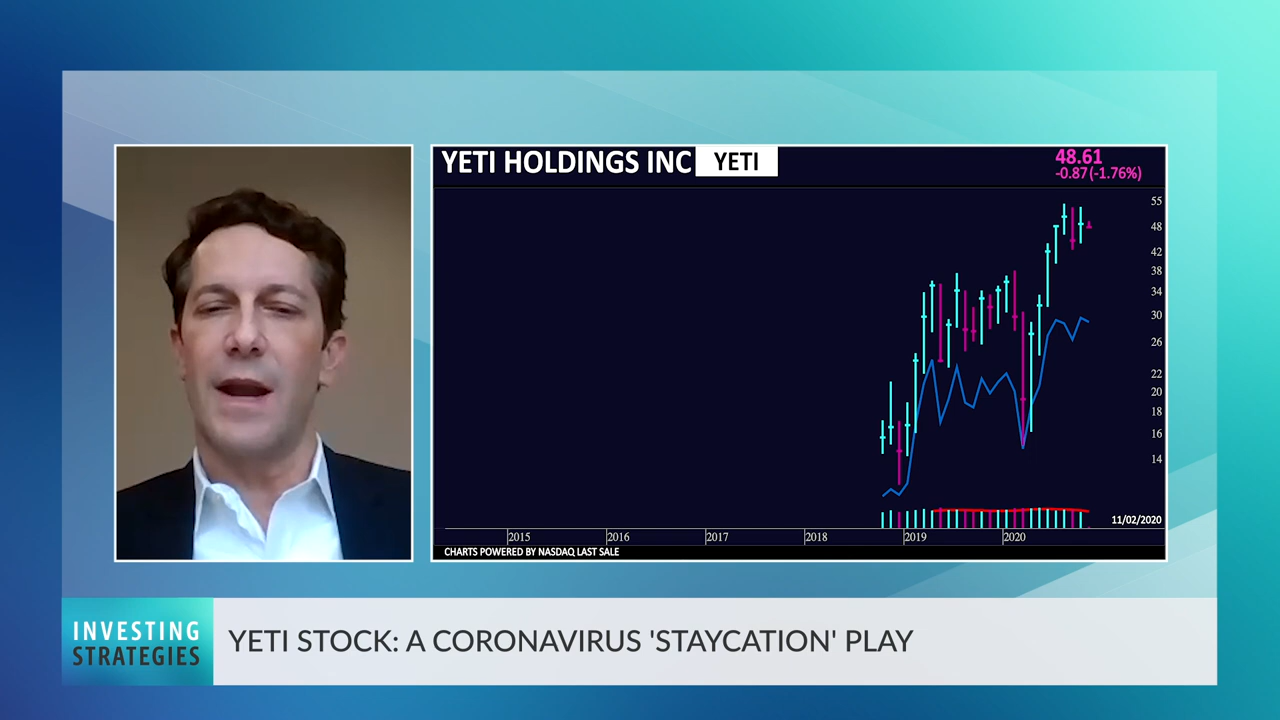 YETI HOLDINGS INC YETI
48.61
-0.87(-1.76%)
55
48
42
38
34
30
26
22
20
18
16
14
11/02/2020
2015 2016 2017 2018 2019 2020
CHARTS POWERED BY NASDAQ LAST SALE
INVESTING
STRATEGIES
YETI STOCK: A CORONAVIRUS 'STAYCATION' PLAY